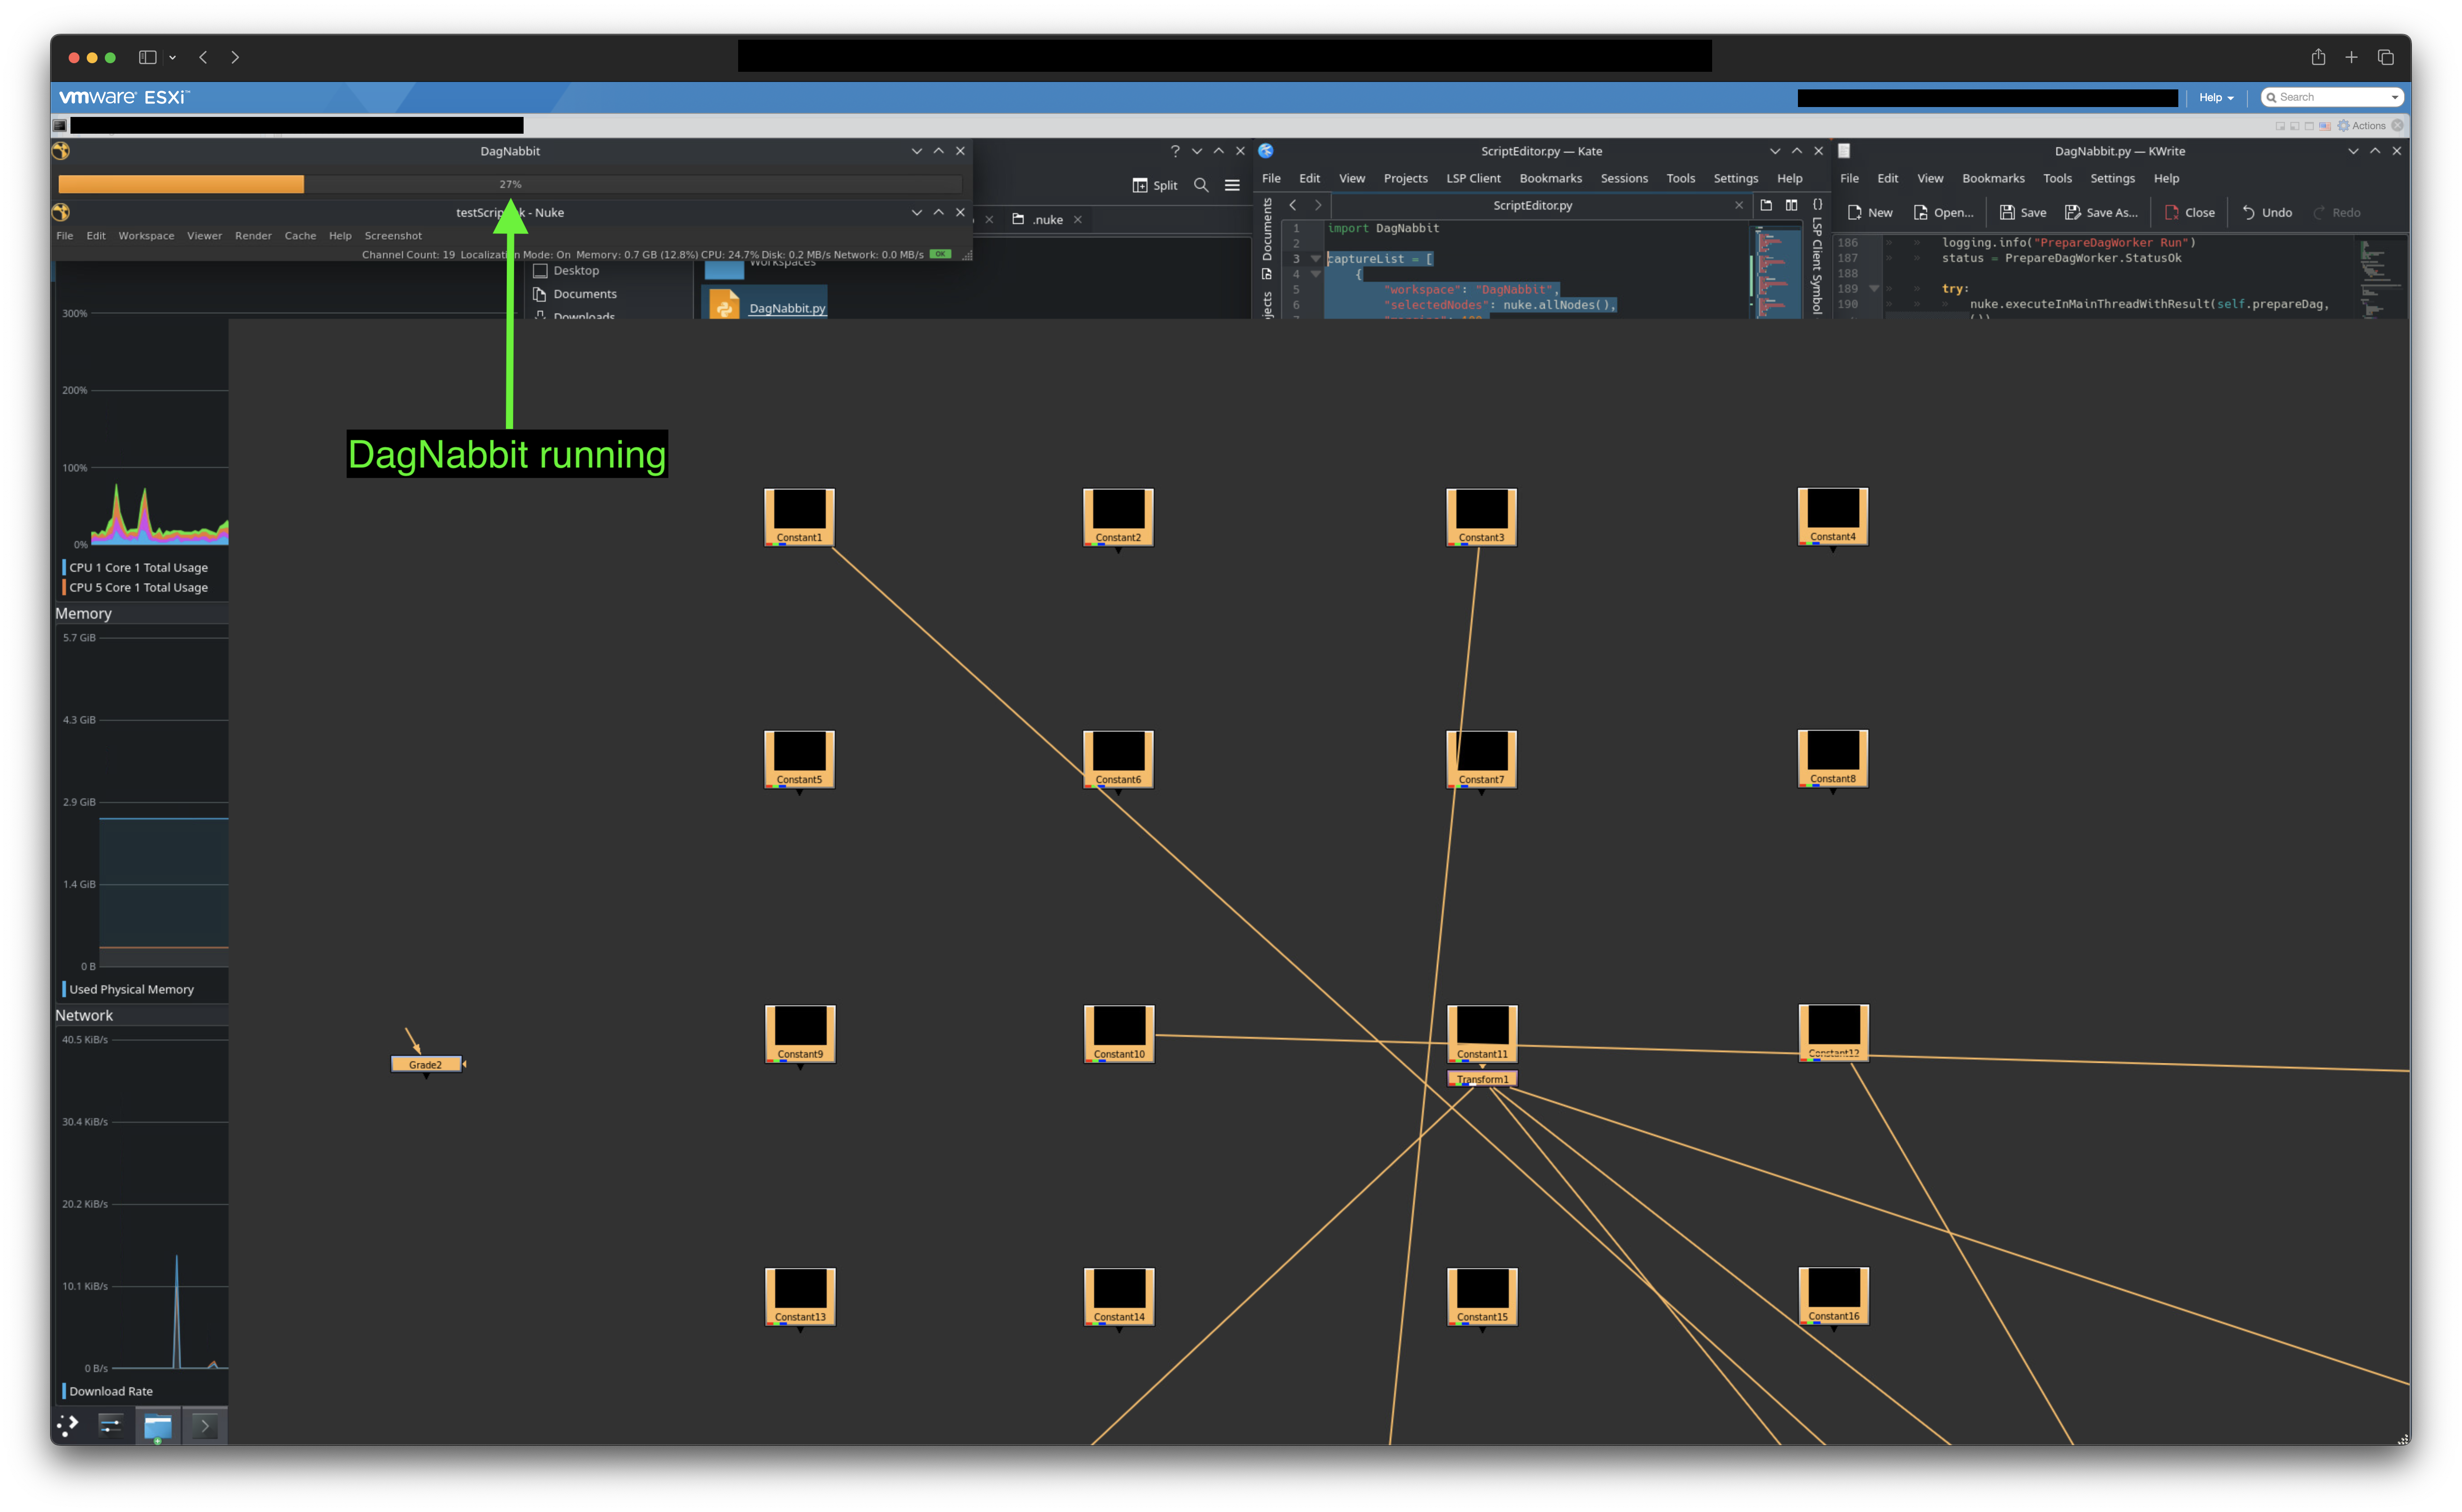 vmware ESXi™
Help
Search
Actions
DagNabbit
27%
testScrip k - Nuke
File Edit Workspace Viewer Render Cache Help Screenshot
Channel Count: 19 Localization Mode: On Memory: 0.7 GB (12.8%) CPU: 24.7% Disk: 0.2 MB/s Network: 0.0 MB/s OK
Split
.nuke
Workspaces
Desktop
Documents
Downloads
DagNabbit.py
ScriptEditor.py — Kate
File Edit View Projects LSP Client Bookmarks Sessions Tools Settings Help
ScriptEditor.py
Documents
jects
LSP Client Symbol
1 import DagNabbit
2
3 captureList = [
4 {
5 "workspace": "DagNabbit",
6 "selectedNodes": nuke.allNodes(),
DagNabbit.py — KWrite
File Edit View Bookmarks Tools Settings Help
New Open... Save Save As... Close Undo Redo
186 logging.info("PrepareDagWorker Run")
187 status = PrepareDagWorker.StatusOk
188
189 try:
190 nuke.executeInMainThreadWithResult(self.prepareDag,
())
300%
200%
100%
0%
CPU 1 Core 1 Total Usage
CPU 5 Core 1 Total Usage
Memory
5.7 GiB
4.3 GiB
2.9 GiB
1.4 GiB
0 B
Used Physical Memory
Network
40.5 KiB/s
30.4 KiB/s
20.2 KiB/s
10.1 KiB/s
0 B/s
Download Rate
DagNabbit running
Constant1
Constant2
Constant3
Constant4
Constant5
Constant6
Constant7
Constant8
Grade2
Constant9
Constant10
Constant11
Constant12
Transform1
Constant13
Constant14
Constant15
Constant16